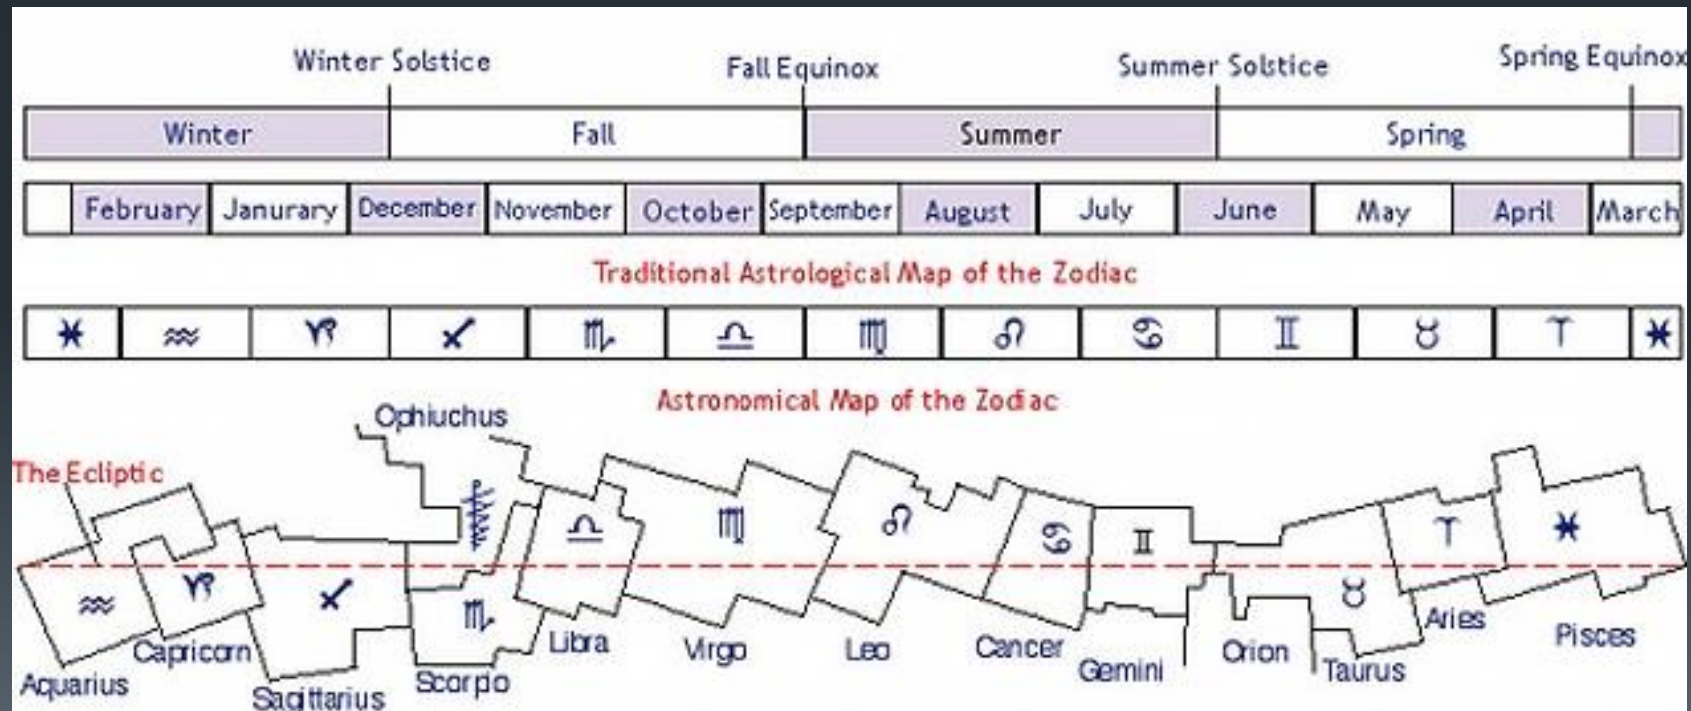 Winter Solstice
Fall Equinox
Summer Solstice
Spring Equinox
Winter Fall Summer Spring
February Janurary December November October September August July June May April March
Traditional Astrological Map of the Zodiac
♓ ♒ ♑ ♐ ♏ ♎ ♍ ♌ ♋ ♊ ♉ ♈ ♓
Astronomical Map of the Zodiac
Ophiuchus
The Ecliptic
Aquarius
Capricorn
Sagittarius
Scorpo
Libra
Virgo
Leo
Cancer
Gemini
Orion
Taurus
Aries
Pisces